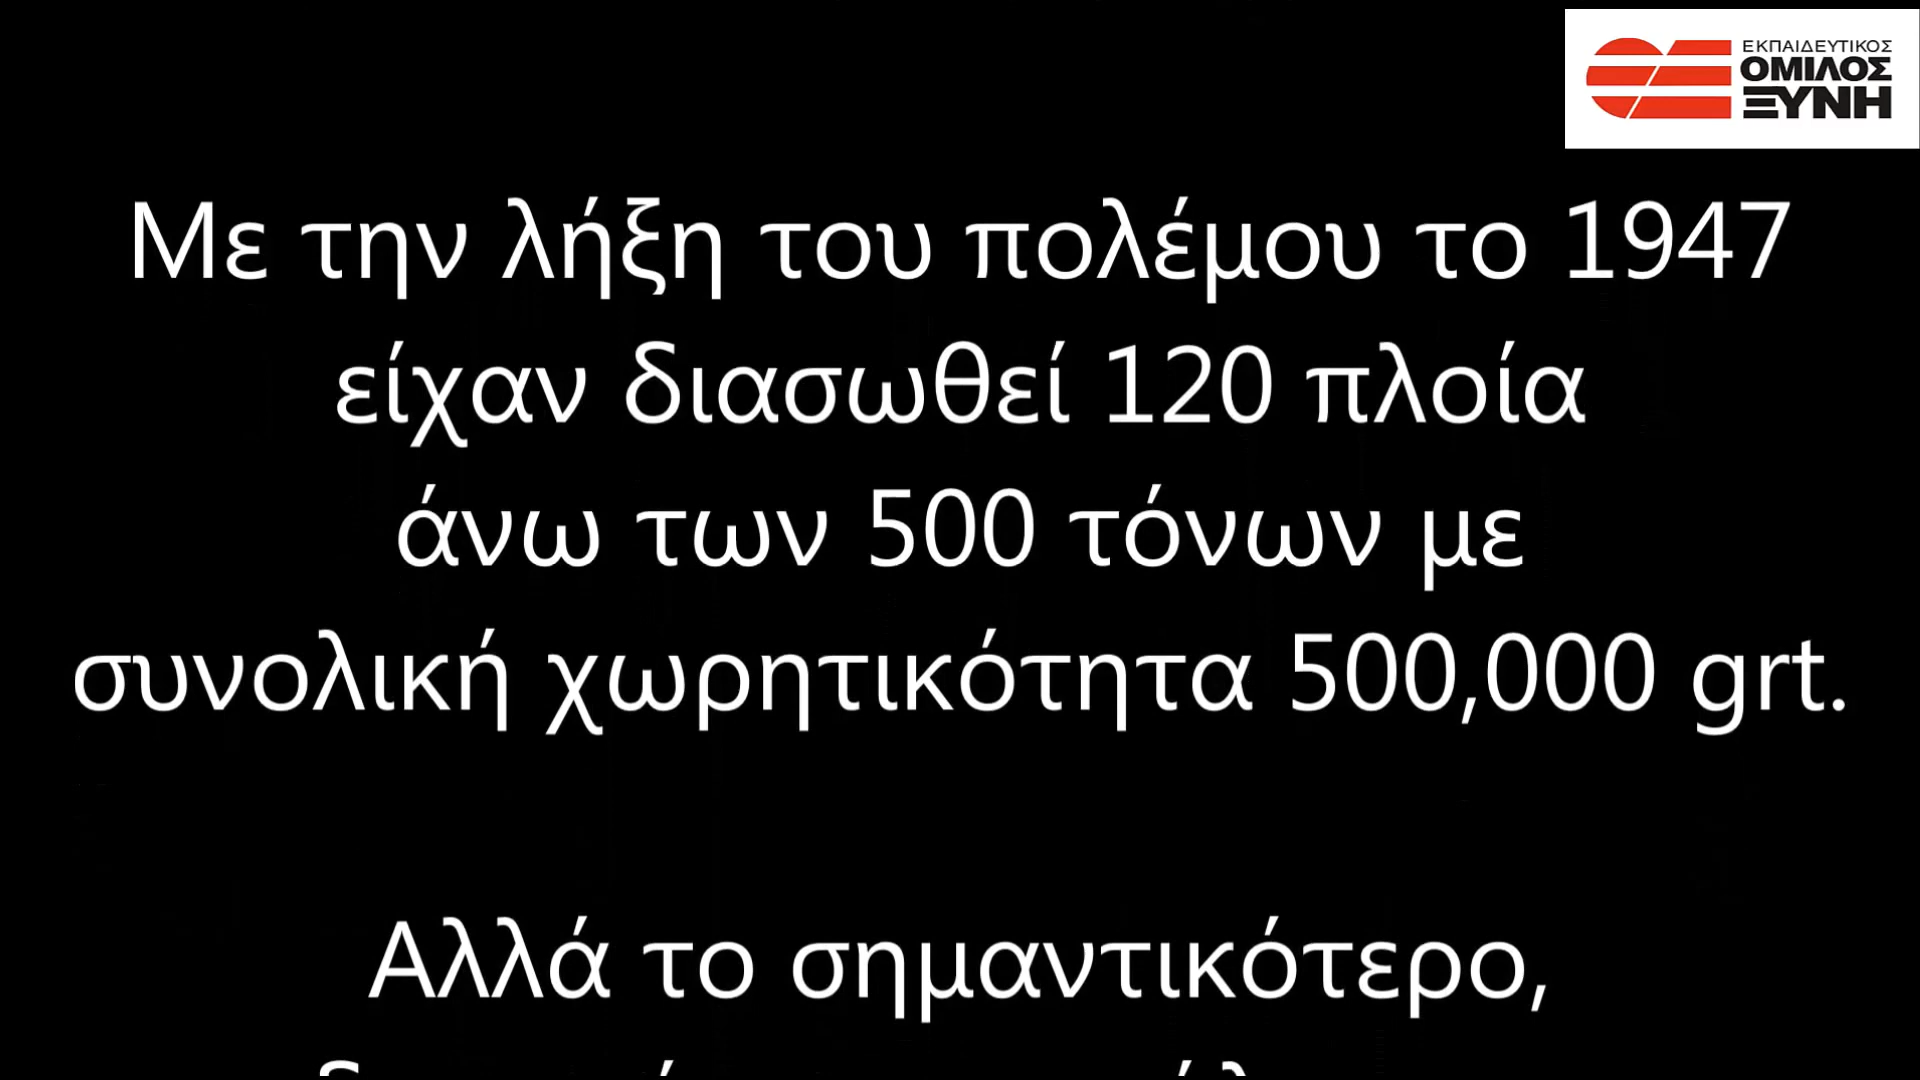 ΕΚΠΑΙΔΕΥΤΙΚΟΣ
ΟΜΙΛΟΣ
ΞΥΝΗ
Με την λήξη του πολέμου το 1947
είχαν διασωθεί 120 πλοία
άνω των 500 τόνων με
συνολική χωρητικότητα 500,000 grt.
Αλλά το σημαντικότερο,